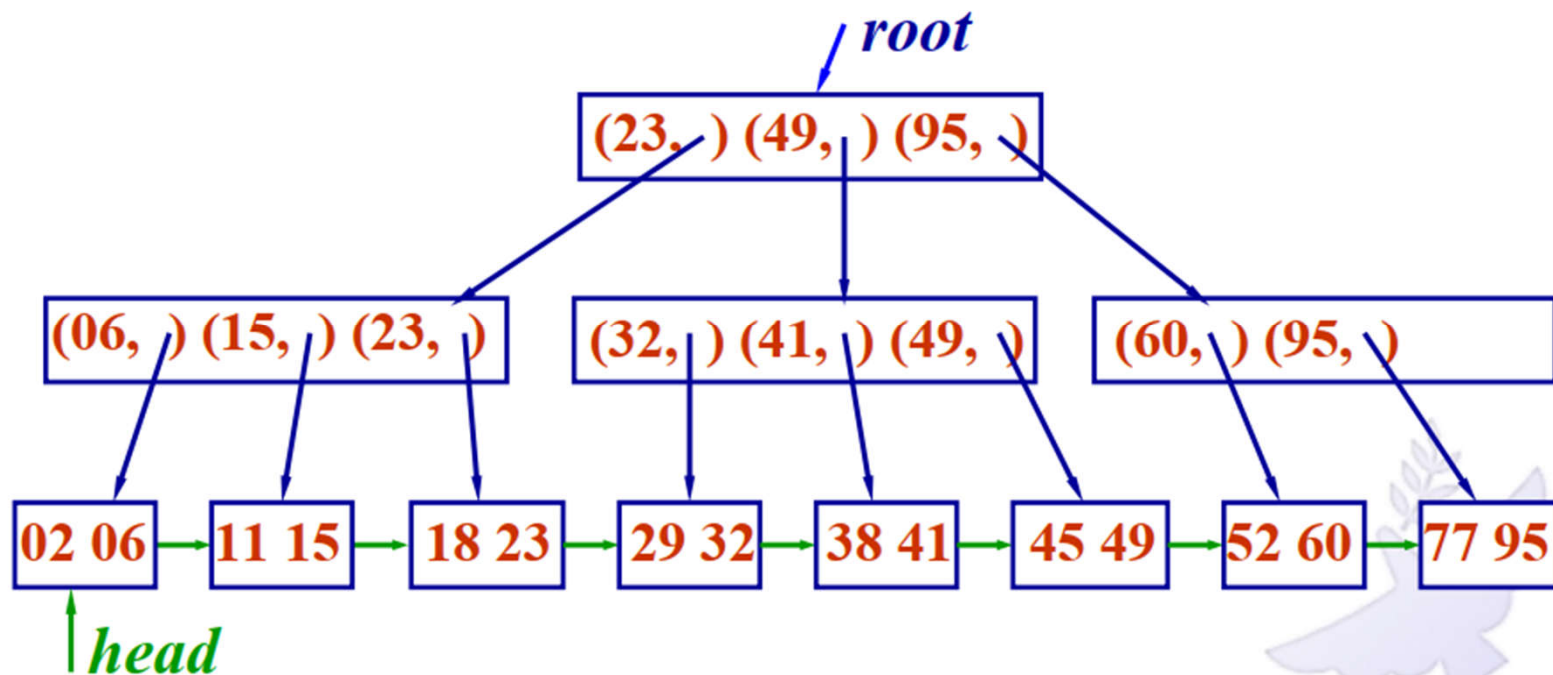 root
(23, ) (49, ) (95, )
(06, ) (15, ) (23, ) (32, ) (41, ) (49, ) (60, ) (95, )
02 06 11 15 18 23 29 32 38 41 45 49 52 60 77 95
head